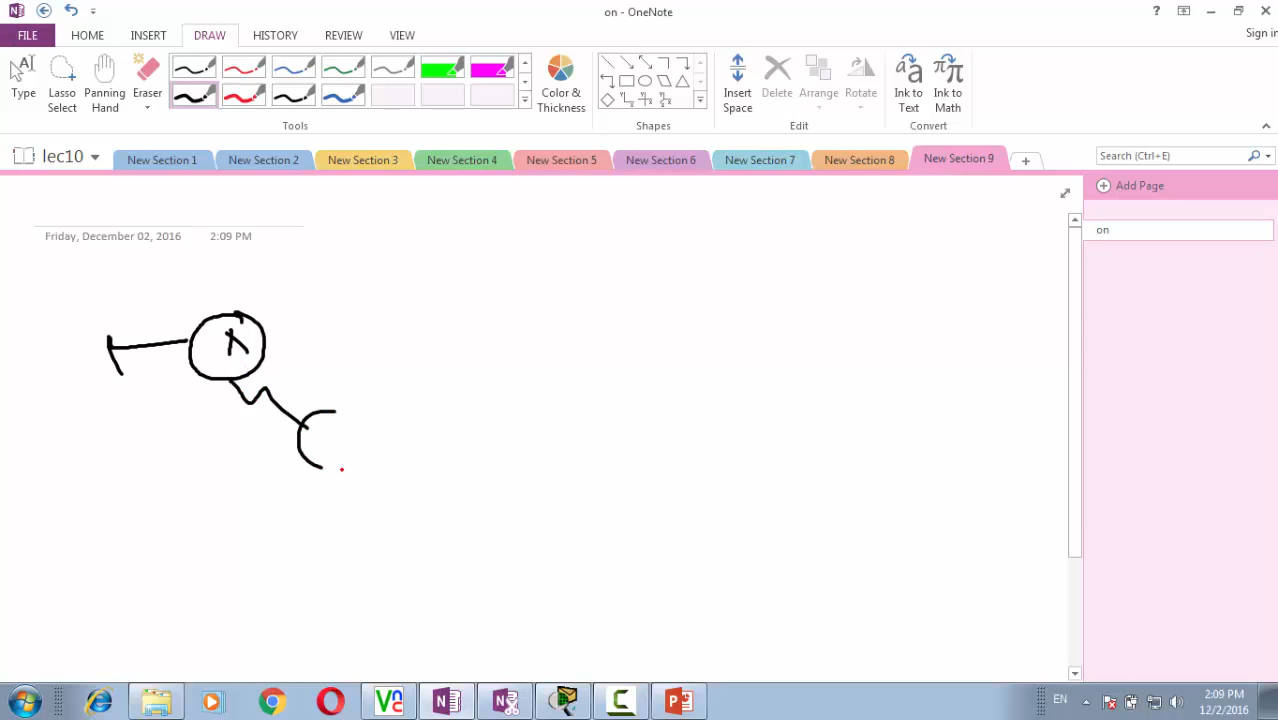 on - OneNote
? 
Sign in
FILE HOME INSERT DRAW HISTORY REVIEW VIEW
Type
Lasso Select
Panning Hand
Eraser
Color & Thickness
Insert Space
Delete
Arrange
Rotate
Ink to Text
Ink to Math
Tools
Shapes
Edit
Convert
lec10
New Section 1 New Section 2 New Section 3 New Section 4 New Section 5 New Section 6 New Section 7 New Section 8 New Section 9
Search (Ctrl+E)
Add Page
on
Friday, December 02, 2016 2:09 PM
X
EN
2:09 PM
12/2/2016